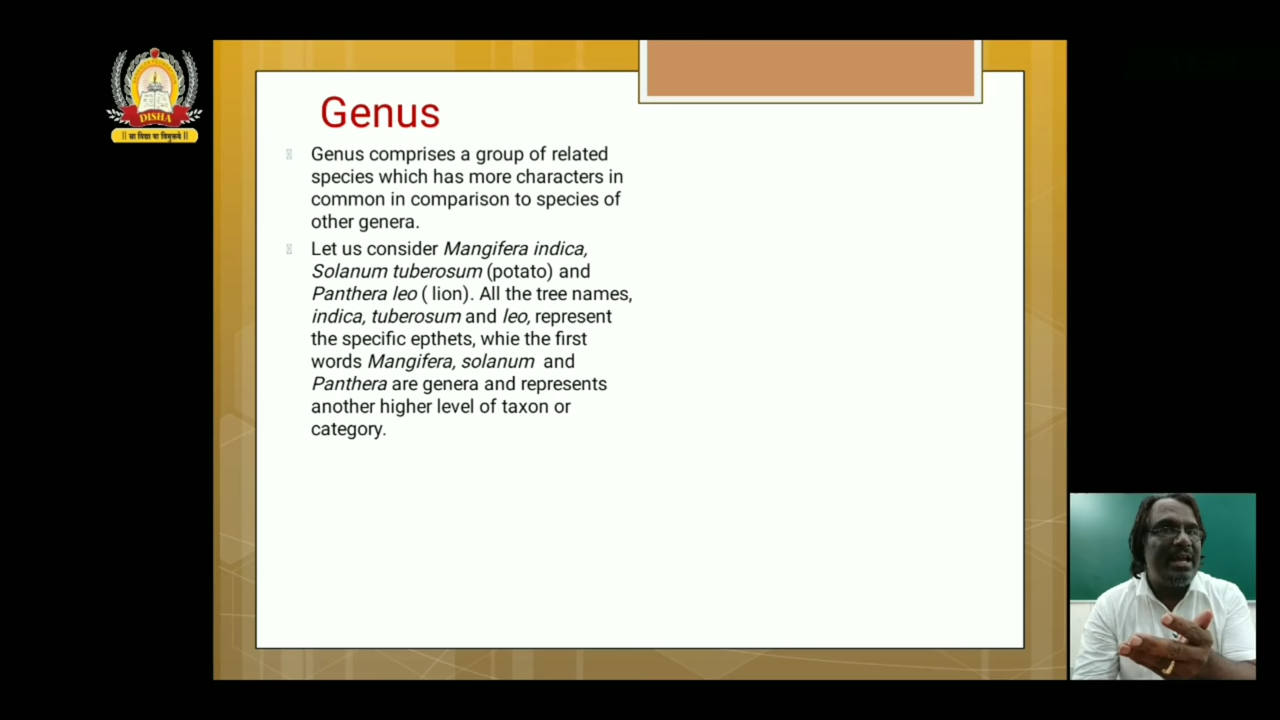 DISHA
|| सा विद्या या विमुक्तये ||
Genus
Genus comprises a group of related
species which has more characters in
common in comparison to species of
other genera.
Let us consider Mangifera indica,
Solanum tuberosum (potato) and
Panthera leo ( lion). All the tree names,
indica, tuberosum and leo, represent
the specific epthets, whie the first
words Mangifera, solanum and
Panthera are genera and represents
another higher level of taxon or
category.